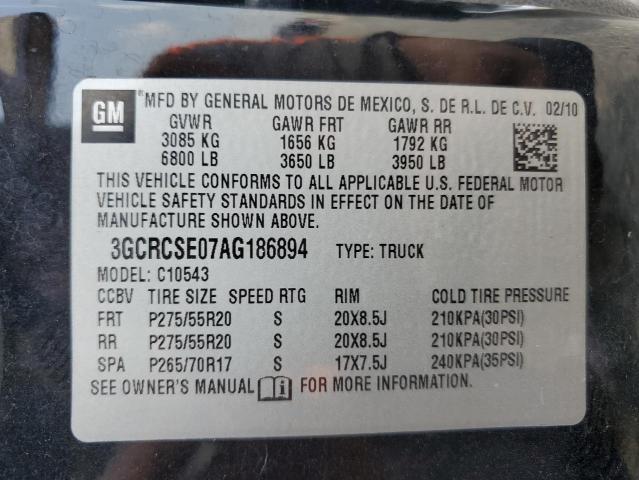 GM
®MFD BY GENERAL MOTORS DE MEXICO, S. DE R.L. DE C.V. 02/10
GVWR GAWR FRT GAWR RR
3085 KG 1656 KG 1792 KG
6800 LB 3650 LB 3950 LB
THIS VEHICLE CONFORMS TO ALL APPLICABLE U.S. FEDERAL MOTOR
VEHICLE SAFETY STANDARDS IN EFFECT ON THE DATE OF
MANUFACTURE SHOWN ABOVE.
3GCRCSE07AG186894 TYPE: TRUCK
MODEL: C10543
CCBV TIRE SIZE SPEED RTG RIM COLD TIRE PRESSURE
FRT P275/55R20 S 20X8.5J 210KPA(30PSI)
RR P275/55R20 S 20X8.5J 210KPA(30PSI)
SPA P265/70R17 S 17X7.5J 240KPA(35PSI)
SEE OWNER'S MANUAL FOR MORE INFORMATION.